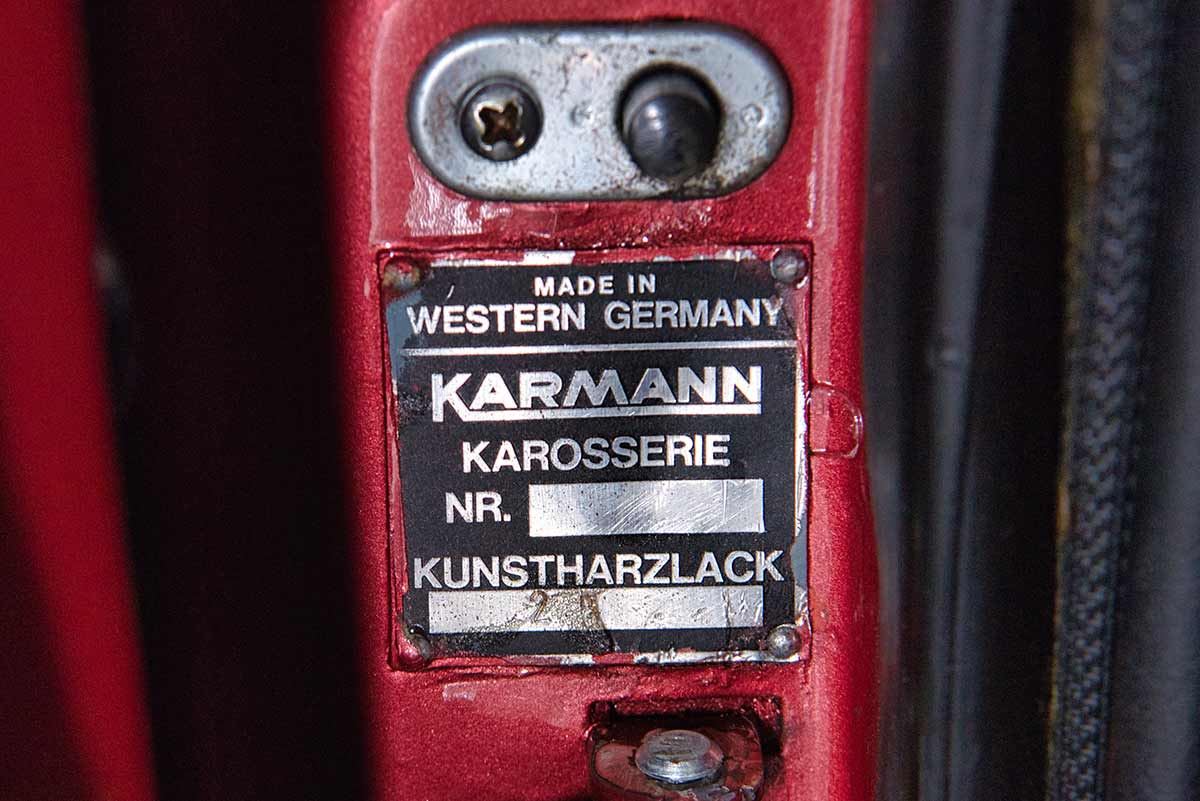 MADE IN
WESTERN GERMANY
KARMANN
KAROSSERIE
NR.
KUNSTHARZLACK